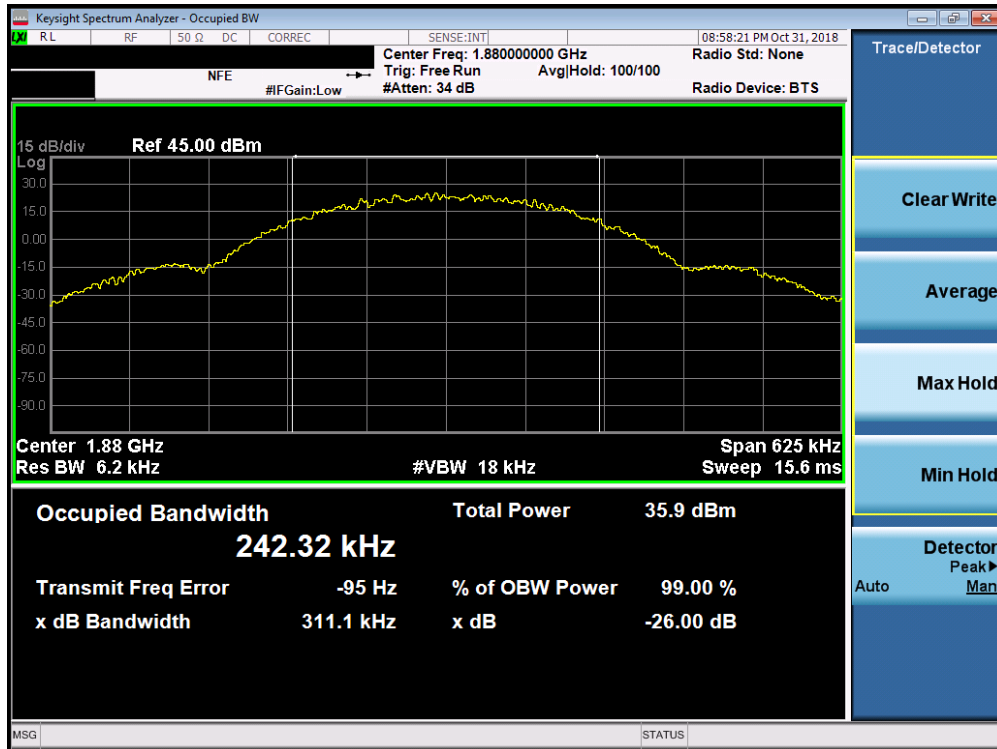 Keysight Spectrum Analyzer - Occupied BW
LXI RL RF 50 Ω DC CORREC SENSE:INT 08:58:21 PM Oct 31, 2018
Center Freq: 1.880000000 GHz Radio Std: None
NFE Trig: Free Run Avg|Hold: 100/100
#IFGain:Low #Atten: 34 dB Radio Device: BTS
Trace/Detector
15 dB/div Ref 45.00 dBm
Log
30.0
15.0
0.00
-15.0
-30.0
-45.0
-60.0
-75.0
-90.0
Center 1.88 GHz Span 625 kHz
Res BW 6.2 kHz #VBW 18 kHz Sweep 15.6 ms
Occupied Bandwidth Total Power 35.9 dBm
242.32 kHz
Transmit Freq Error -95 Hz % of OBW Power 99.00 %
x dB Bandwidth 311.1 kHz x dB -26.00 dB
Clear Write
Average
Max Hold
Min Hold
Detector
Peak▶
Auto Man
MSG STATUS